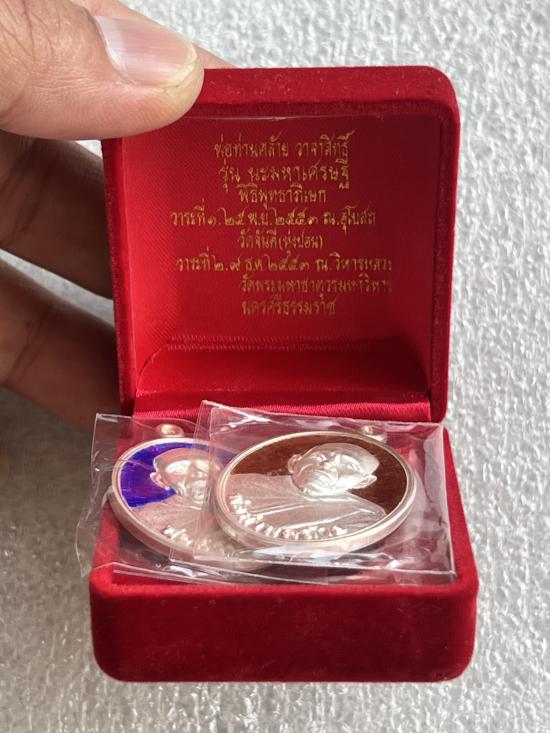 พ่อท่านคล้าย วาจาสิทธิ์
รุ่น นะมหาเศรษฐี
พิธีพุทธาภิเษก
วาระที่ ๑. ๒๕ พ.ย. ๒๕๕๓ ณ.อุโบสถ
วัดจันดี (ทุ่งปอน)
วาระที่ ๒. ๙ ธ.ค. ๒๕๕๓ ณ.วิหารหลวง
วัดพระมหาธาตุวรมหาวิหาร
นครศรีธรรมราช